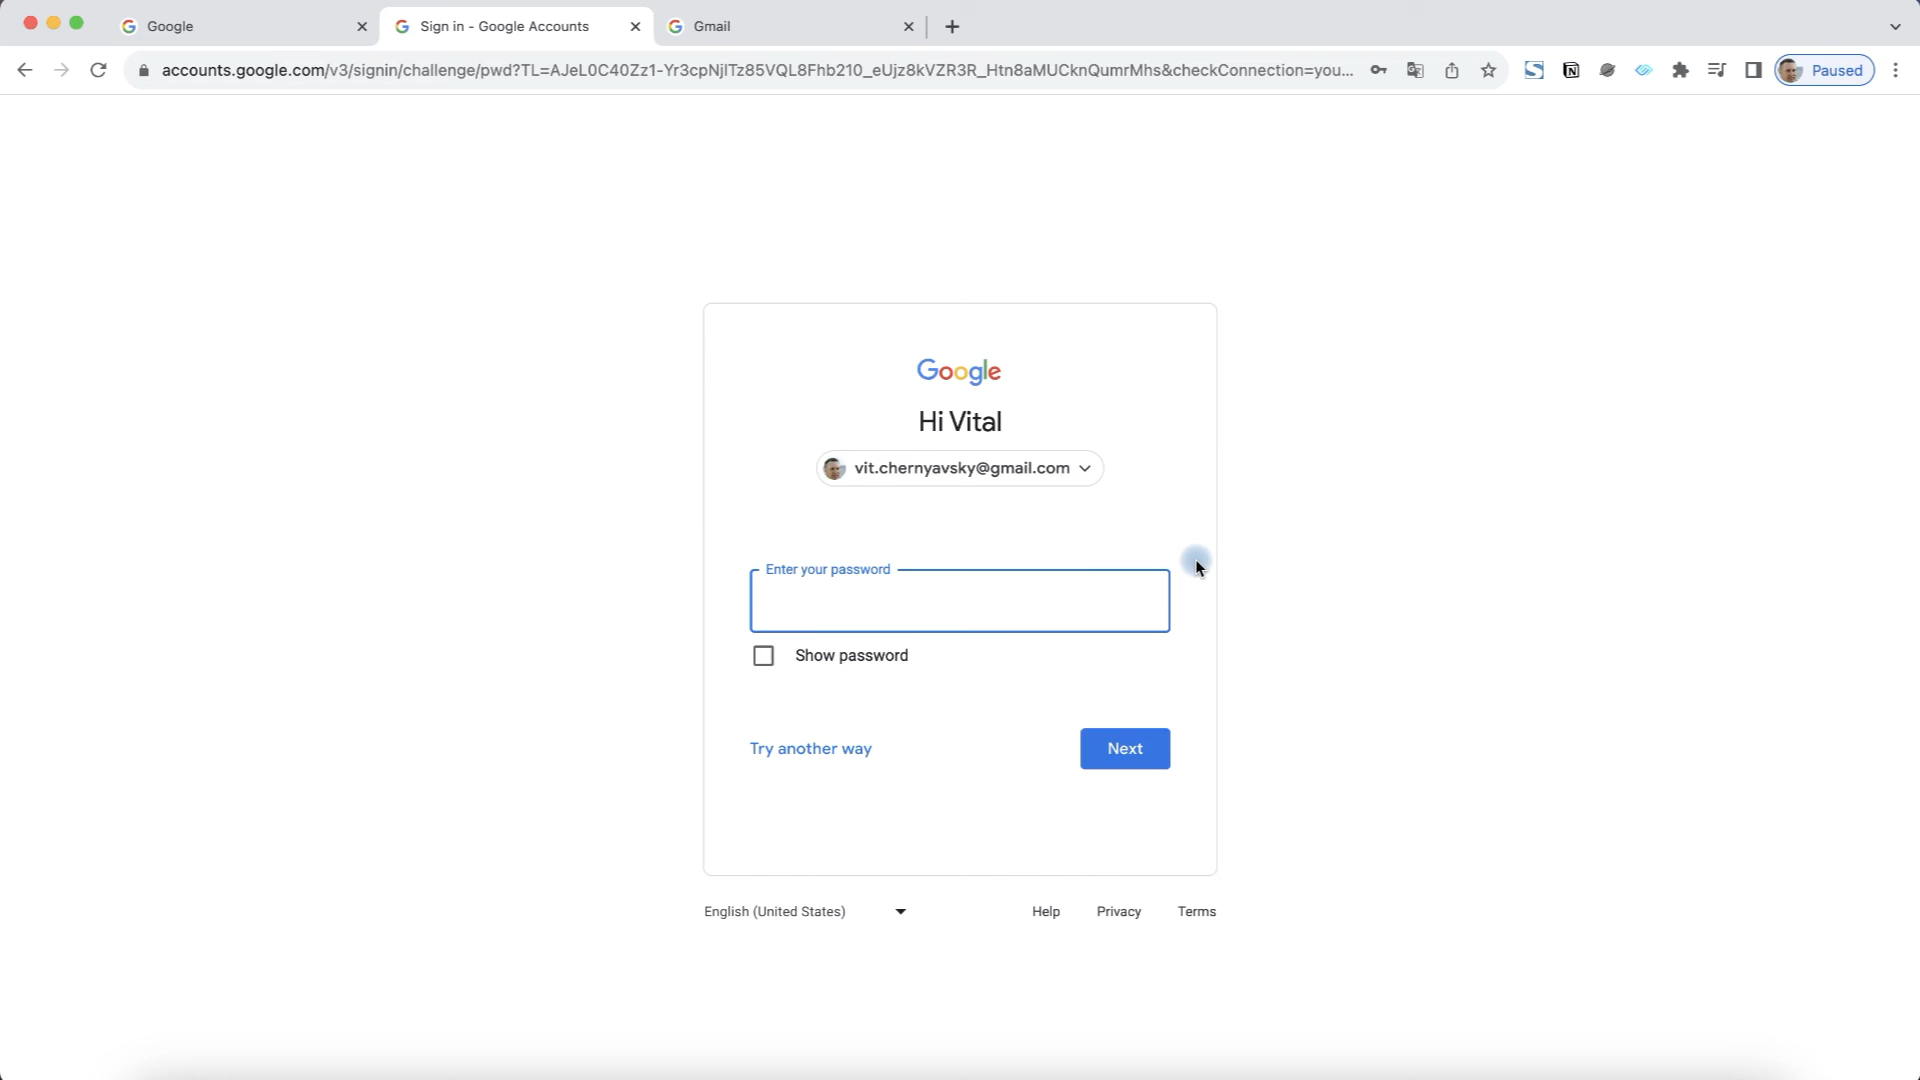 Google
Sign in - Google Accounts
Gmail
accounts.google.com/v3/signin/challenge/pwd?TL=AJeL0C40Zz1-Yr3cpNjlTz85VQL8Fhb210_eUjz8kVZR3R_Htn8aMUCknQumrMhs&checkConnection=you...
Paused
Google
Hi Vital
vit.chernyavsky@gmail.com
Enter your password
Show password
Try another way
Next
English (United States)
Help
Privacy
Terms